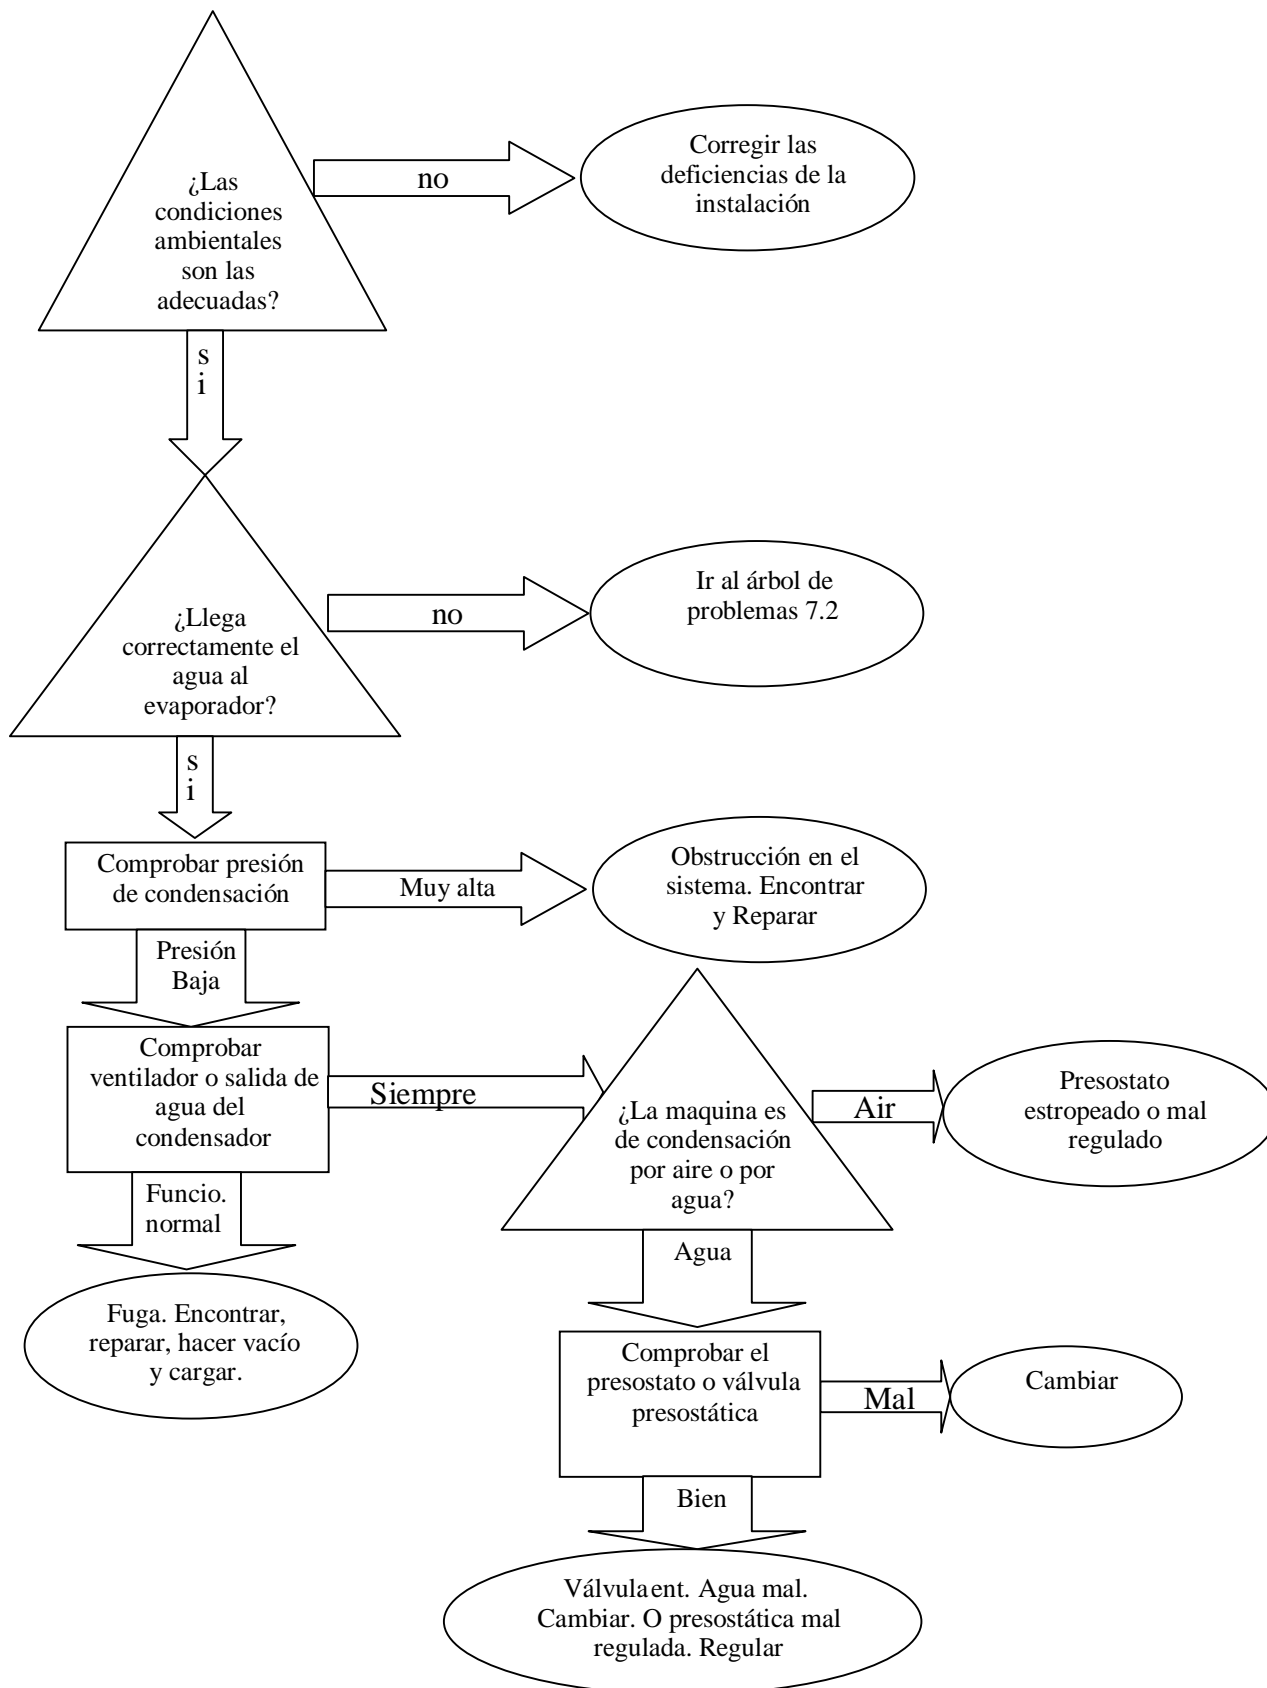 ¿Las
condiciones
ambientales
son las
adecuadas?
no
Corregir las
deficiencias de la
instalación
s
i
¿Llega
correctamente el
agua al
evaporador?
no
Ir al árbol de
problemas 7.2
s
i
Comprobar presión
de condensación
Muy alta
Obstrucción en el
sistema. Encontrar
y Reparar
Presión
Baja
Comprobar
ventilador o salida de
agua del
condensador
Siempre
¿La maquina es
de condensación
por aire o por
agua?
Air
Presostato
estropeado o mal
regulado
Funcio.
normal
Fuga. Encontrar,
reparar, hacer vacío
y cargar.
Agua
Comprobar el
presostato o válvula
presostática
Mal
Cambiar
Bien
Válvula ent. Agua mal.
Cambiar. O presostática mal
regulada. Regular